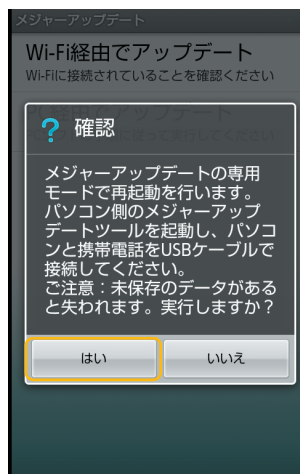 メジャーアップデート
Wi-Fi経由でアップデート
Wi-Fiに接続されていることを確認ください
確認
メジャーアップデートの専用
モードで再起動を行います。
パソコン側のメジャーアップ
デートツールを起動し、パソコ
ンと携帯電話をUSBケーブルで
接続してください。
ご注意：未保存のデータがある
と失われます。実行しますか？
はい
いいえ